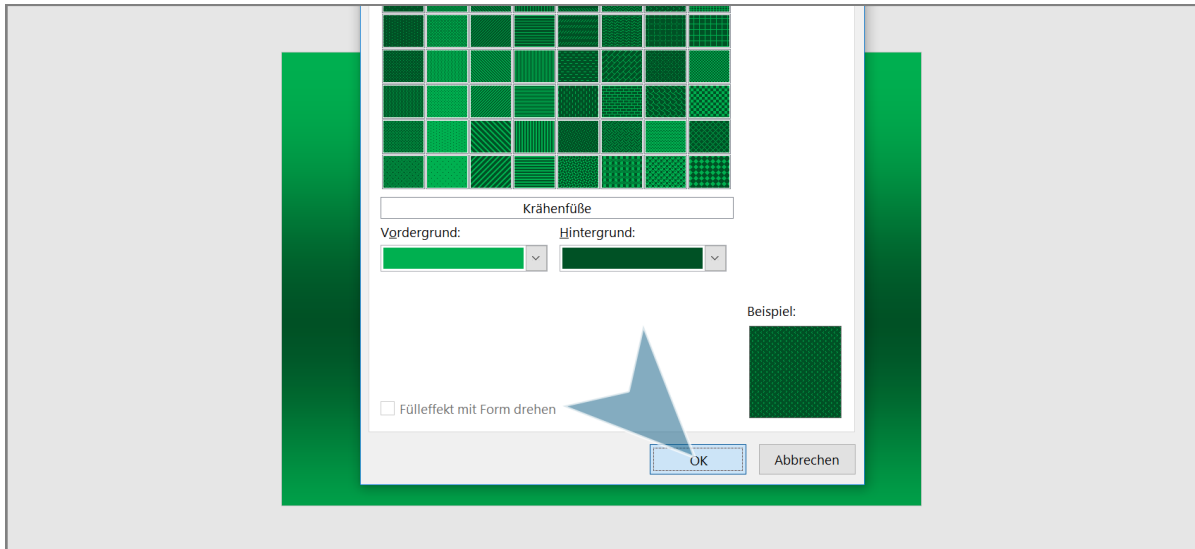 Krähenfüße
Vordergrund:
Hintergrund:
Beispiel:
Fülleffekt mit Form drehen
OK
Abbrechen